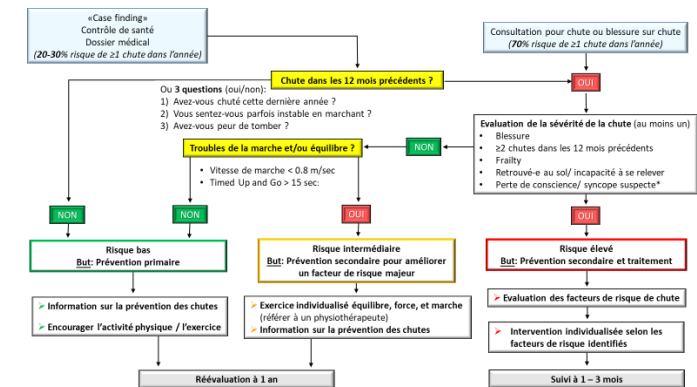 «Case finding»
Contrôle de santé
Dossier médical
(20-30% risque de ≥1 chute dans l'année)
Consultation pour chute ou blessure sur chute
(70% risque de ≥1 chute dans l'année)
Chute dans les 12 mois précédents ?
OUI
Ou 3 questions (oui/non):
1) Avez-vous chuté cette dernière année ?
2) Vous sentez-vous parfois instable en marchant ?
3) Avez-vous peur de tomber ?
Evaluation de la sévérité de la chute (au moins un)
• Blessure
• ≥2 chutes dans les 12 mois précédents
• Frailty
• Retrouvé-e au sol/ incapacité à se relever
• Perte de conscience/ syncope suspecte*
NON
Troubles de la marche et/ou équilibre ?
• Vitesse de marche < 0.8 m/sec
• Timed Up and Go > 15 sec:
NON
NON
OUI
OUI
Risque bas
But: Prévention primaire
Risque intermédiaire
But: Prévention secondaire pour améliorer
un facteur de risque majeur
Risque élevé
But: Prévention secondaire et traitement
➢ Information sur la prévention des chutes
➢ Encourager l'activité physique / l'exercice
➢ Exercice individualisé équilibre, force, et marche
(référer à un physiothérapeute)
➢ Information sur la prévention des chutes
➢ Evaluation des facteurs de risque de chute
➢ Intervention individualisée selon les
facteurs de risque identifiés
Réévaluation à 1 an
Suivi à 1 – 3 mois